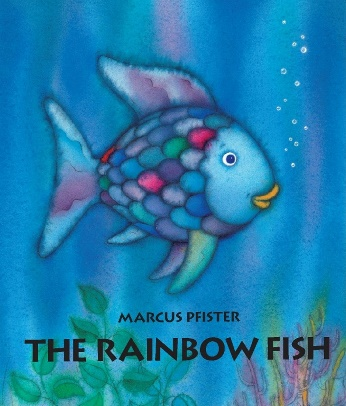 MARCUS PFISTER
THE RAINBOW FISH